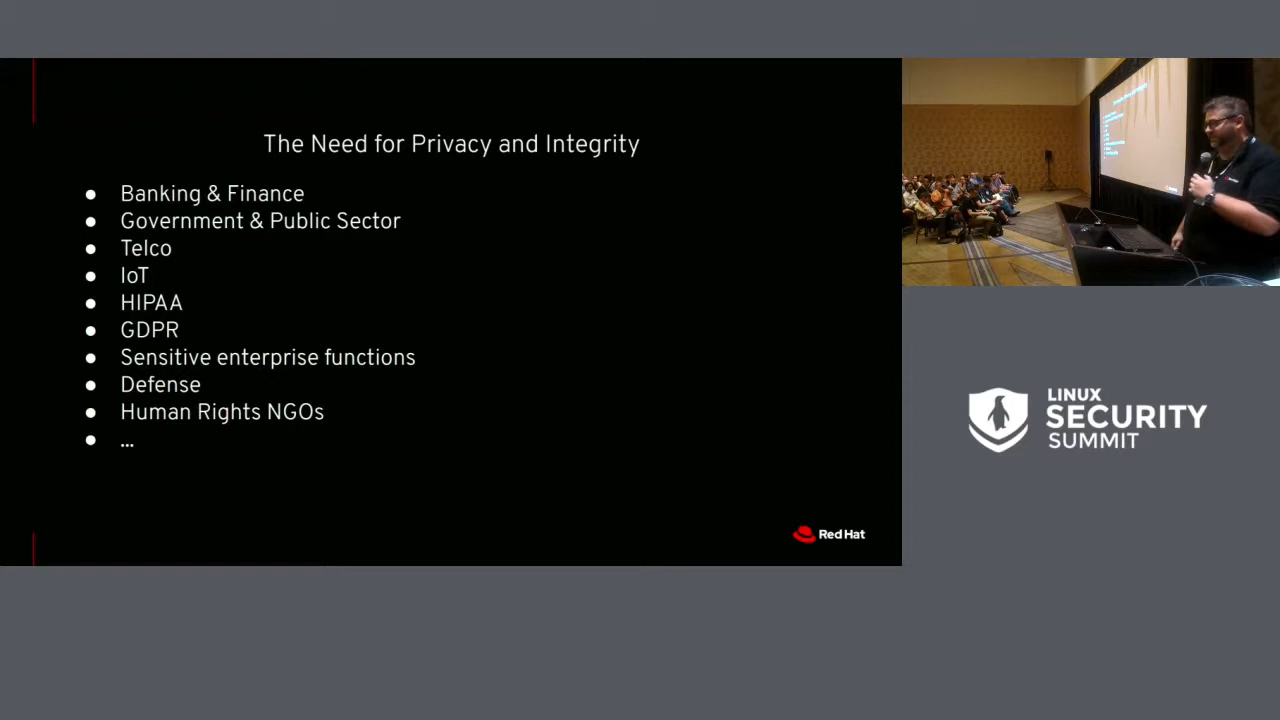 The Need for Privacy and Integrity
● Banking & Finance
● Government & Public Sector
● Telco
● IoT
● HIPAA
● GDPR
● Sensitive enterprise functions
● Defense
● Human Rights NGOs
● ...
Red Hat
LINUX
SECURITY
SUMMIT